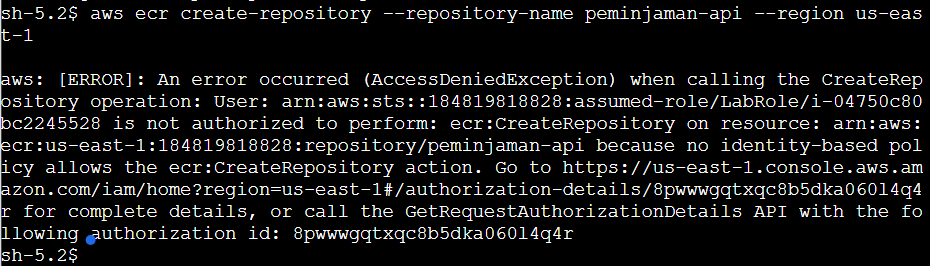 sh-5.2$ aws ecr create-repository --repository-name peminjaman-api --region us-eas
t-1
aws: [ERROR]: An error occurred (AccessDeniedException) when calling the CreateRep
ository operation: User: arn:aws:sts::184819818828:assumed-role/LabRole/i-04750c80
bc2245528 is not authorized to perform: ecr:CreateRepository on resource: arn:aws:
ecr:us-east-1:184819818828:repository/peminjaman-api because no identity-based pol
icy allows the ecr:CreateRepository action. Go to https://us-east-1.console.aws.am
azon.com/iam/home?region=us-east-1#/authorization-details/8pwwwgqtxqc8b5dka060l4q4
r for complete details, or call the GetRequestAuthorizationDetails API with the fo
llowing authorization id: 8pwwwgqtxqc8b5dka060l4q4r
sh-5.2$